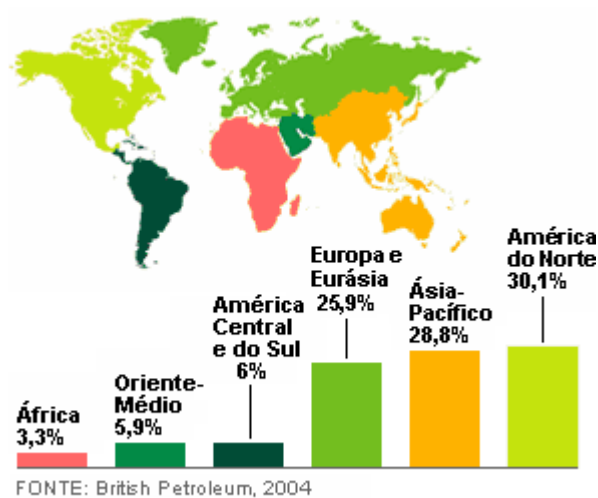 África
3,3%
Oriente-
Médio
5,9%
América
Central
e do Sul
6%
Europa e
Eurásia
25,9%
Ásia-
Pacífico
28,8%
América
do Norte
30,1%
FONTE: British Petroleum, 2004